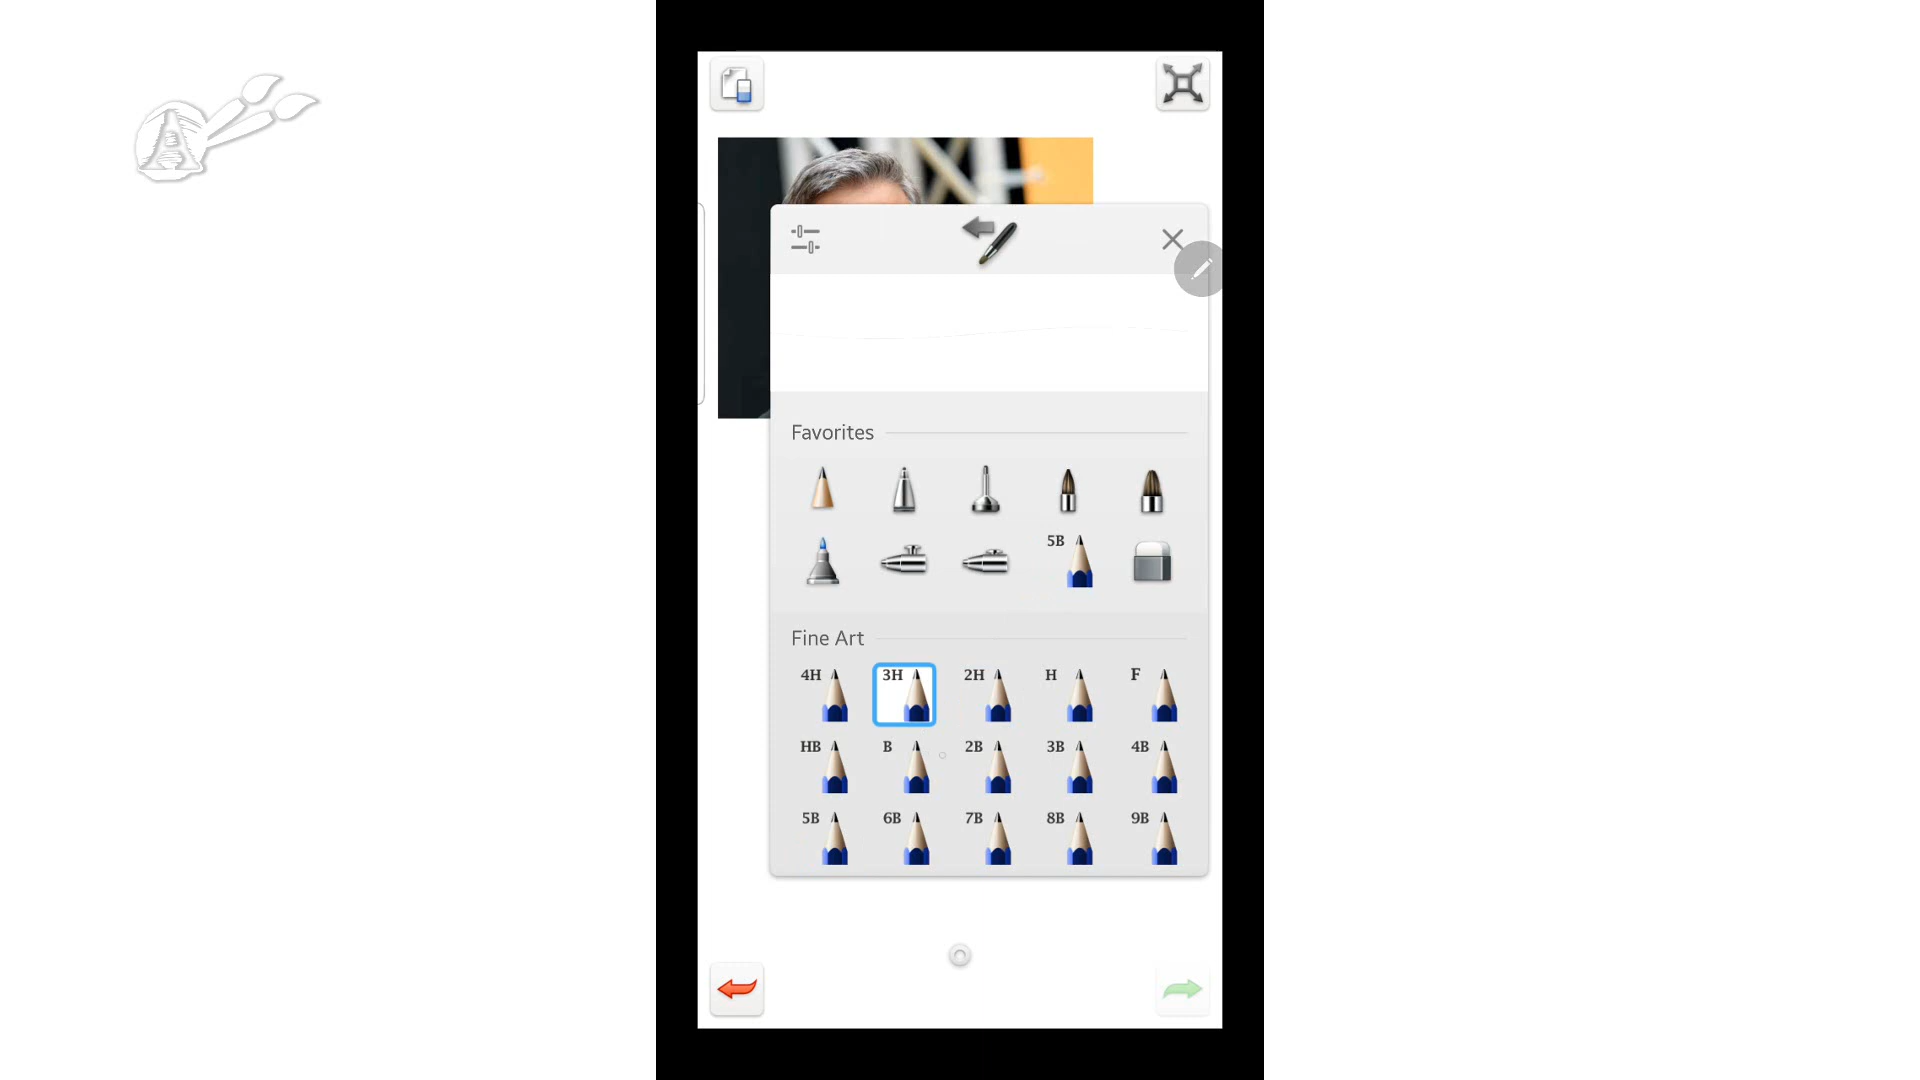 A
Favorites
5B
Fine Art
4H 3H 2H H F
HB B 2B 3B 4B
5B 6B 7B 8B 9B